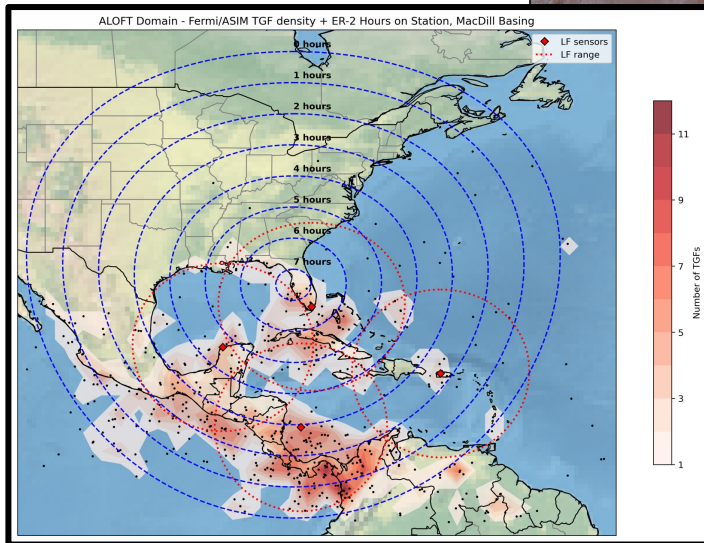 ALOFT Domain - Fermi/ASIM TGF density + ER-2 Hours on Station, MacDill Basing
0 hours
1 hours
2 hours
3 hours
4 hours
5 hours
6 hours
7 hours
LF sensors
LF range
11
9
7
5
3
1
Number of TGFs